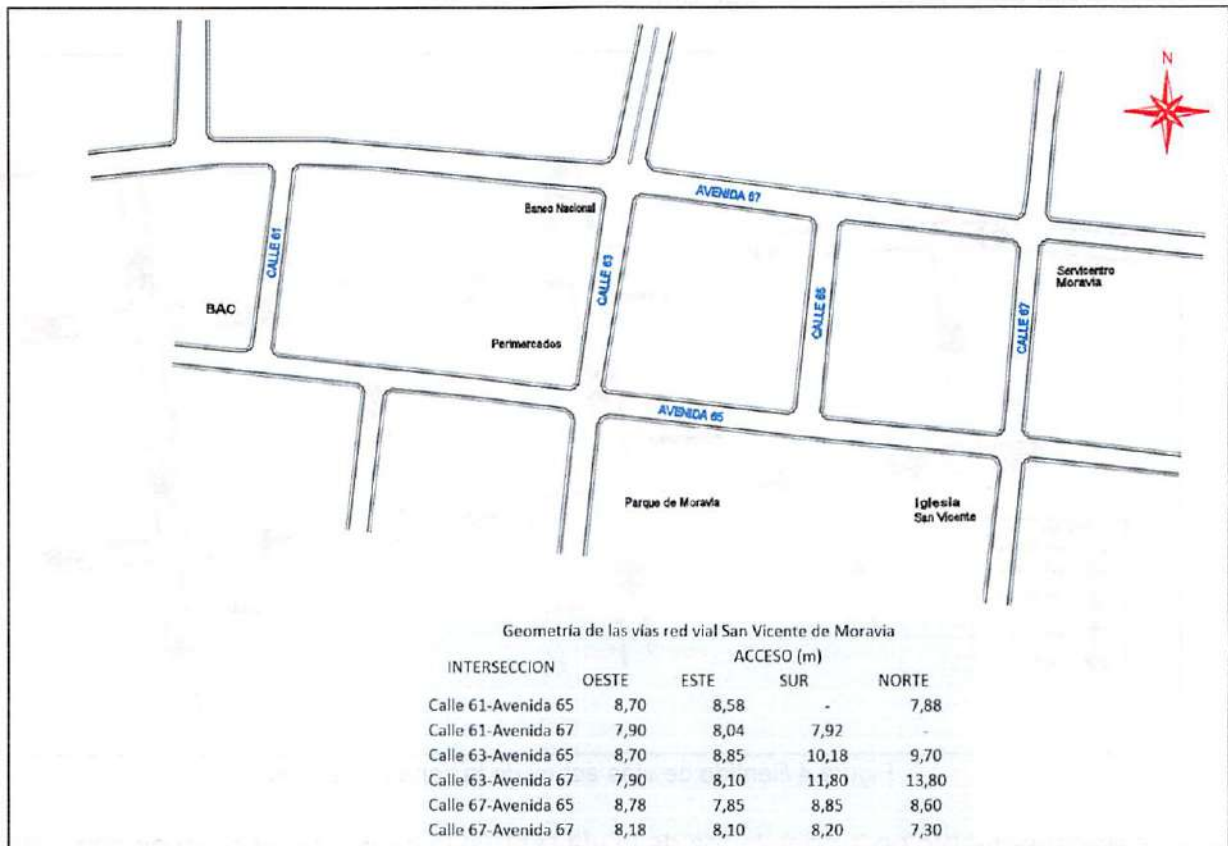 N
AVENIDA 67
Banco Nacional
CALLE 61
CALLE 63
CALLE 65
CALLE 67
Servicentro
Moravia
BAC
Perimercados
AVENIDA 65
Parque de Moravia
Iglesia
San Vicente
Geometría de las vías red vial San Vicente de Moravia
INTERSECCION ACCESO (m)
OESTE ESTE SUR NORTE
Calle 61-Avenida 65 8,70 8,58 - 7,88
Calle 61-Avenida 67 7,90 8,04 7,92 -
Calle 63-Avenida 65 8,70 8,85 10,18 9,70
Calle 63-Avenida 67 7,90 8,10 11,80 13,80
Calle 67-Avenida 65 8,78 7,85 8,85 8,60
Calle 67-Avenida 67 8,18 8,10 8,20 7,30